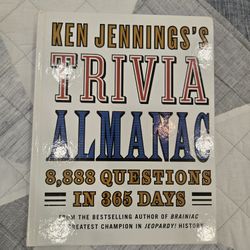 KEN JENNINGS'S
TRIVIA
ALMANAC
8,888 QUESTIONS
IN 365 DAYS
FROM THE BESTSELLING AUTHOR OF BRAINIAC
GREATEST CHAMPION IN JEOPARDY! HISTORY